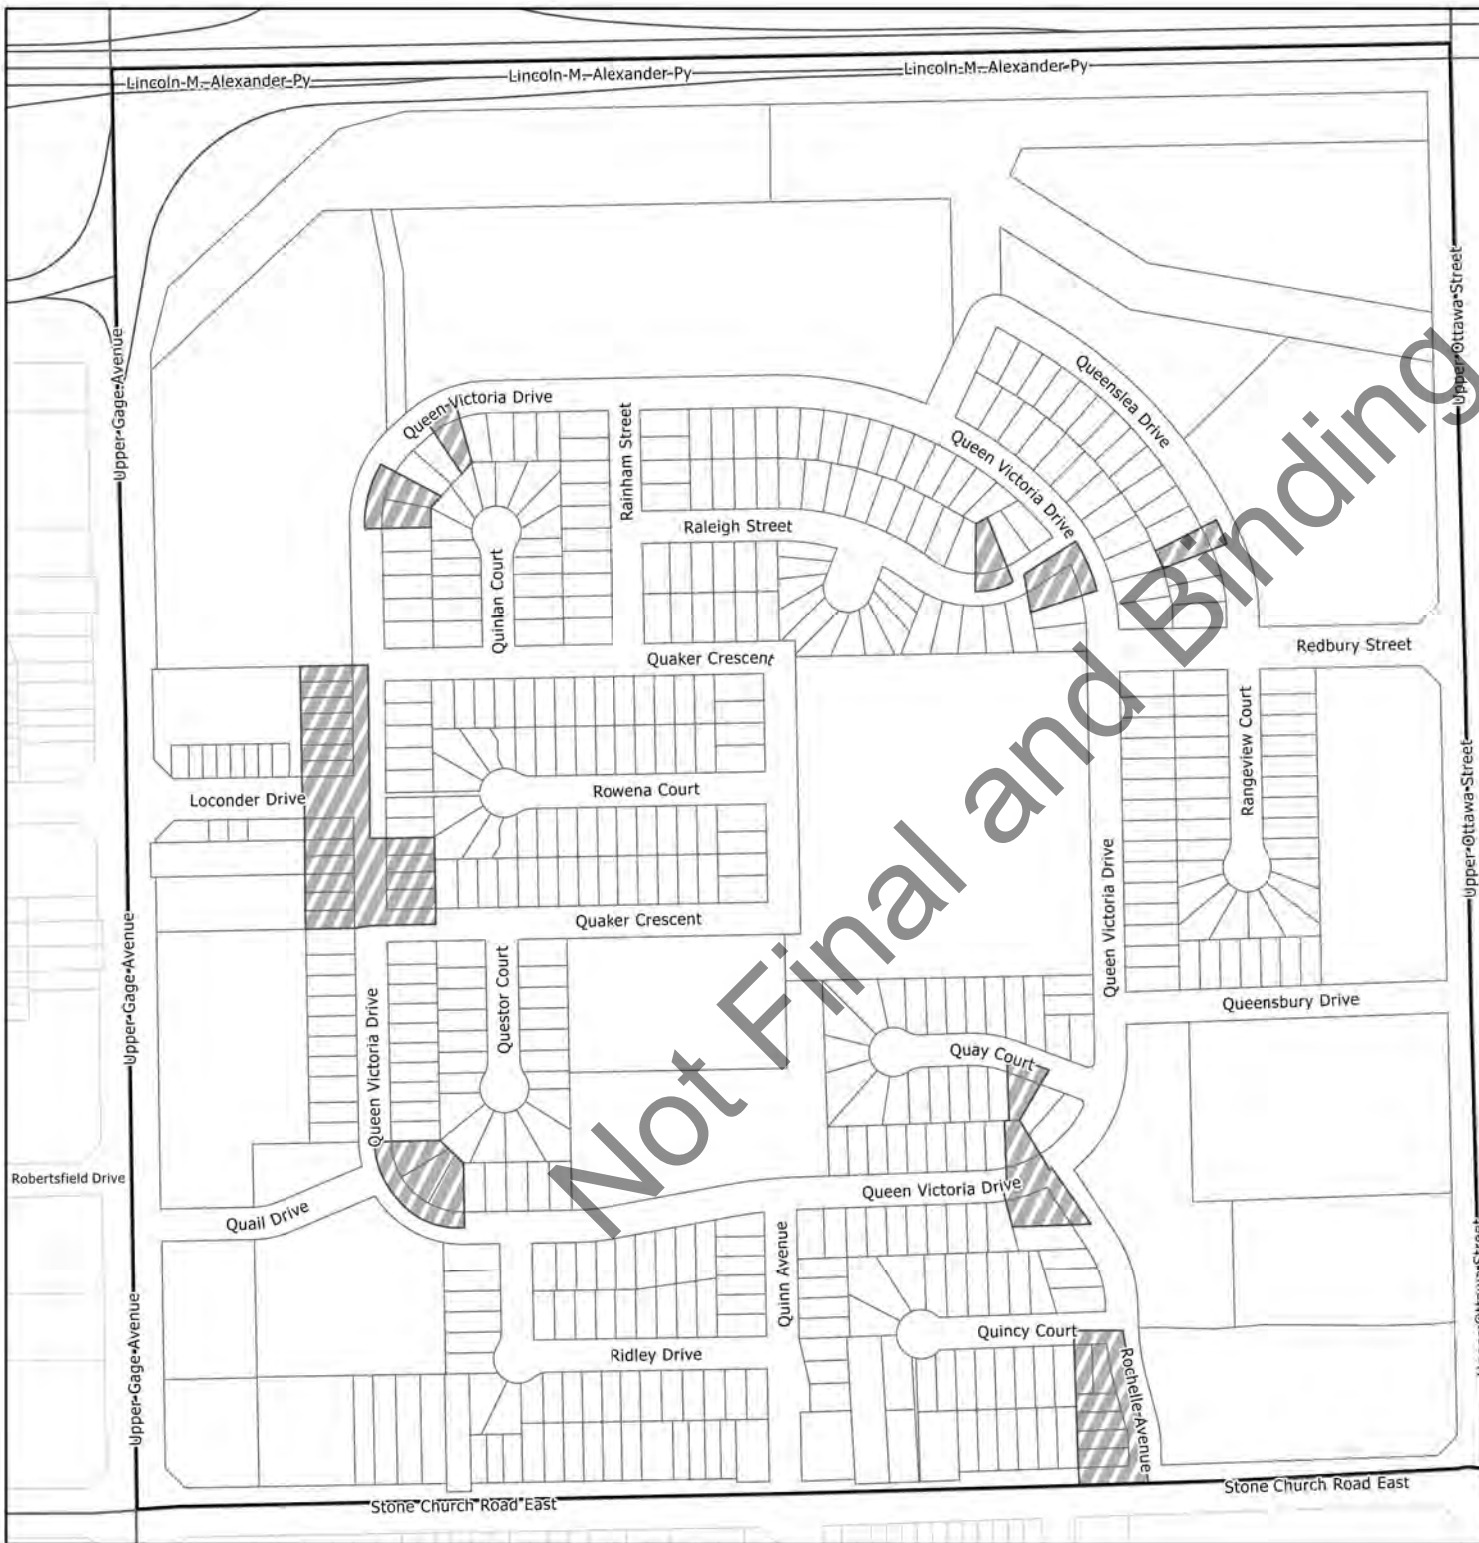 Lincoln-M.-Alexander-Py
Lincoln-M.-Alexander-Py
Lincoln-M.-Alexander-Py
Upper-Gage-Avenue
Upper-Ottawa-Street
Queenslea Drive
Queen-Victoria Drive
Rainham Street
Queen Victoria Drive
Raleigh Street
Quinlan Court
Quaker Crescent
Redbury Street
Rangeview Court
Loconder Drive
Rowena Court
Upper-Ottawa-Street
Queen Victoria Drive
Quaker Crescent
Upper-Gage-Avenue
Questor Court
Queen Victoria Drive
Queensbury Drive
Quay Court
Robertsfield Drive
Queen Victoria Drive
Quail Drive
Quinn Avenue
Upper-Gage-Avenue
Quincy Court
Ridley Drive
Rochelle-Avenue
Stone Church Road East
Stone Church Road East
Not Final and Binding